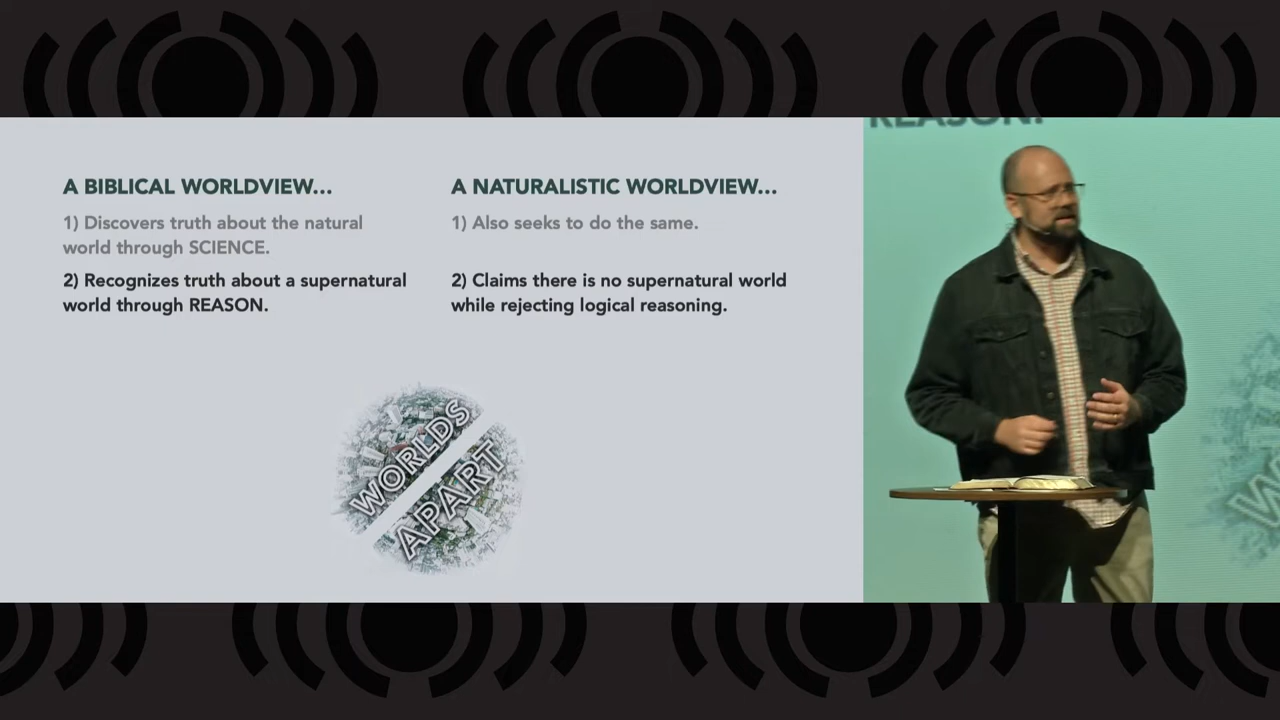 A BIBLICAL WORLDVIEW...
1) Discovers truth about the natural
world through SCIENCE.
2) Recognizes truth about a supernatural
world through REASON.
A NATURALISTIC WORLDVIEW...
1) Also seeks to do the same.
2) Claims there is no supernatural world
while rejecting logical reasoning.
WORLDS
APART
REASON.